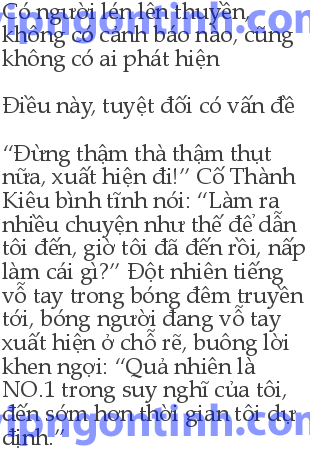 Có người lén lên thuyền,
không có cảnh báo nào, cũng
không có ai phát hiện
Điều này, tuyệt đối có vấn đề
“Đừng thậm thà thậm thụt
nữa, xuất hiện đi!” Cố Thành
Kiêu bình tĩnh nói: “Làm ra
nhiều chuyện như thế để dẫn
tôi đến, giờ tôi đã đến rồi, nấp
làm cái gì?” Đột nhiên tiếng
vỗ tay trong bóng đêm truyền
tới, bóng người đang vỗ tay
xuất hiện ở chỗ rẽ, buông lời
khen ngợi: “Quả nhiên là
NO.1 trong suy nghĩ của tôi,
đến sớm hơn thời gian tôi dự
định.”